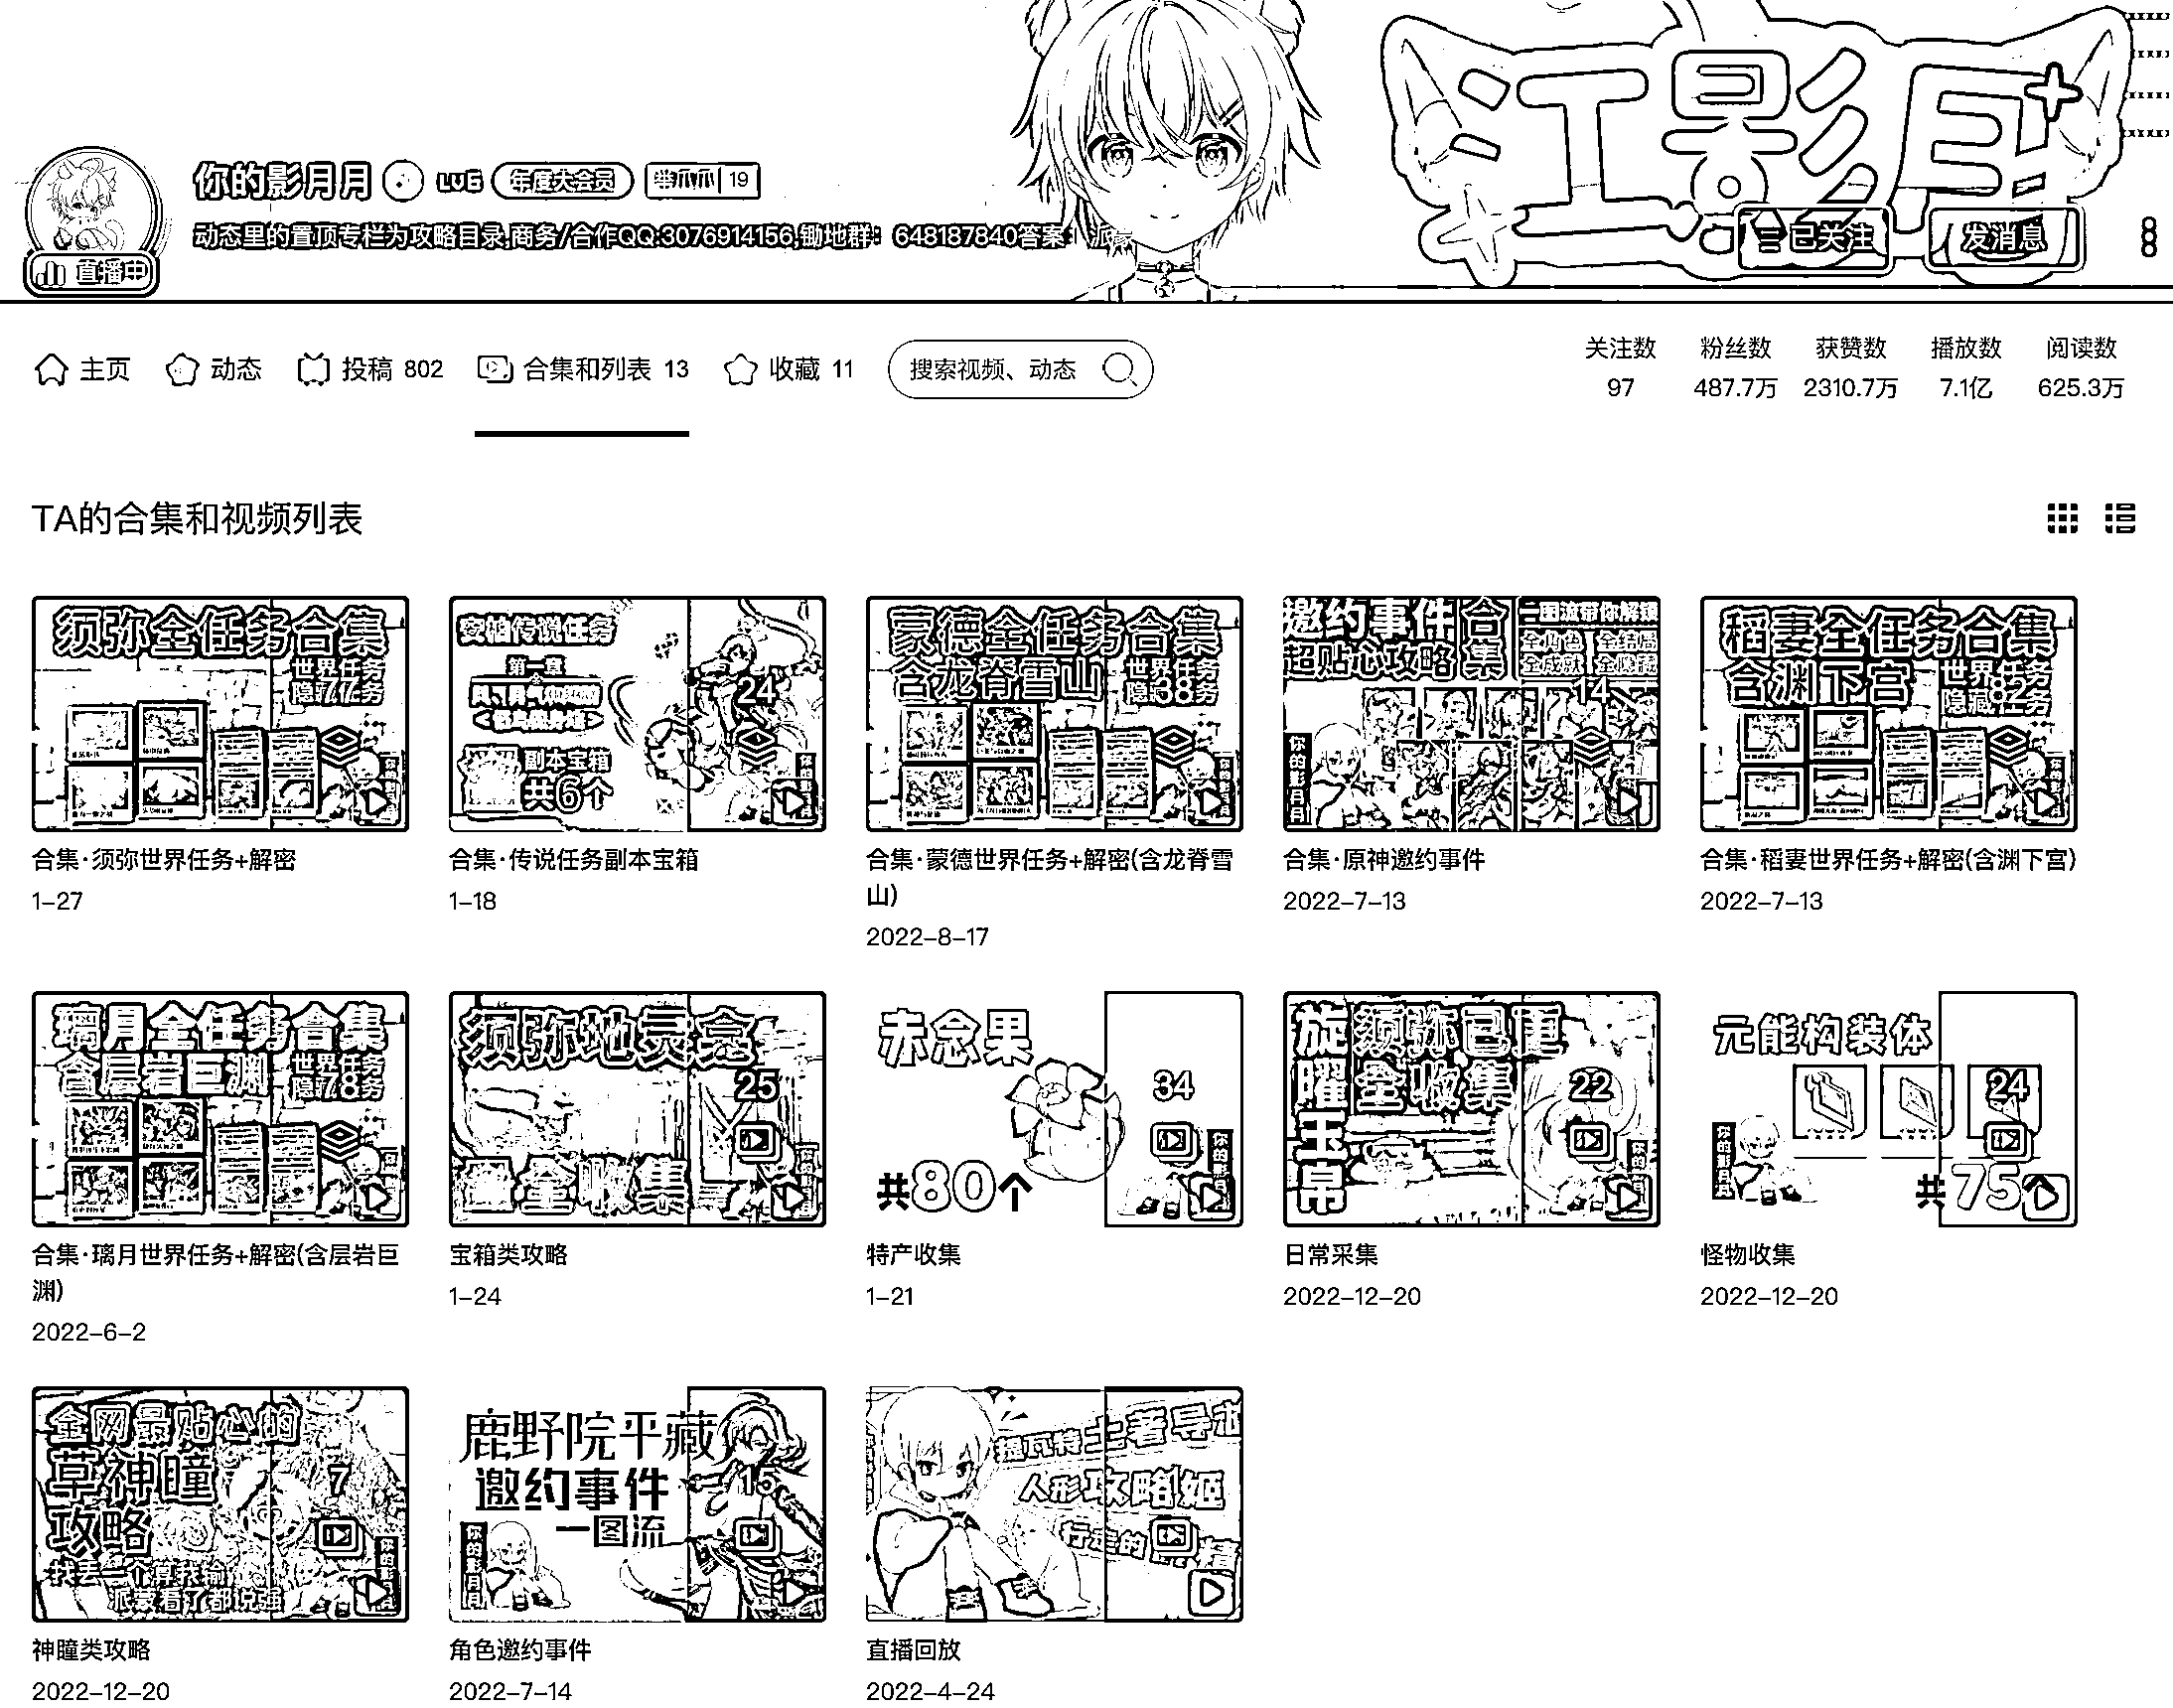 江影月
你的影月月 LV6 年度大会员 19
动态里的置顶专栏为攻略目录,商务/合作QQ:3076914156,锄地群：648187840答案：派蒙
直播中
已关注 发消息
主页 动态 投稿 802 合集和列表 13 收藏 11 搜索视频、动态
关注数 粉丝数 获赞数 播放数 阅读数
97 487.7万 2310.7万 7.1亿 625.3万
TA的合集和视频列表
须弥全任务合集
世界任务
77
合集·须弥世界任务+解密
1-27
安柏传说任务
第一章
24
副本宝箱
共6个
合集·传说任务副本宝箱
1-18
蒙德全任务合集
含龙脊雪山
世界任务
38
合集·蒙德世界任务+解密(含龙脊雪
山)
2022-8-17
邀约事件合集
超贴心攻略
一图流带你解锁
全角色 全结局
全成就 全隐藏
14
你的影月月
合集·原神邀约事件
2022-7-13
稻妻全任务合集
含渊下宫
世界任务
82
合集·稻妻世界任务+解密(含渊下宫)
2022-7-13
璃月全任务合集
含层岩巨渊
世界任务
78
合集·璃月世界任务+解密(含层岩巨
渊)
2022-6-2
须弥地灵龛
25
全收集
宝箱类攻略
1-24
赤念果
34
共80个
特产收集
1-21
旋曜玉帛
须弥已更
全收集
22
日常采集
2022-12-20
元能构装体
24
你的影月月
共75个
怪物收集
2022-12-20
全网最贴心的
草神瞳
攻略
7
找丢一个算我输
派蒙看了都说强
神瞳类攻略
2022-12-20
鹿野院平藏
邀约事件
15
一图流
你的影月月
角色邀约事件
2022-7-14
提瓦特土著导游
人形攻略姬
行走的
直播回放
2022-4-24